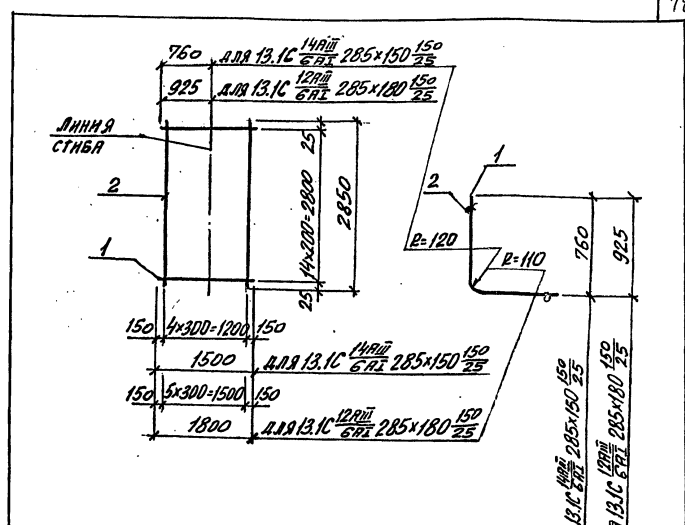 760 для 13.1С 14АIII/6АI 285×150 150/25
925 для 13.1С 12АIII/6АI 285×180 150/25
Линия
сгиба
2
1
25
14×200=2800
25
2850
1
2
R=120
R=110
760
925
150 4×300=1200 150
1500 для 13.1С 14АIII/6АI 285×150 150/25
150 5×300=1500 150
1800 для 13.1С 12АIII/6АI 285×180 150/25
13.1С 14АIII/6АI 285×150 150/25
13.1С 12АIII/6АI 285×180 150/25